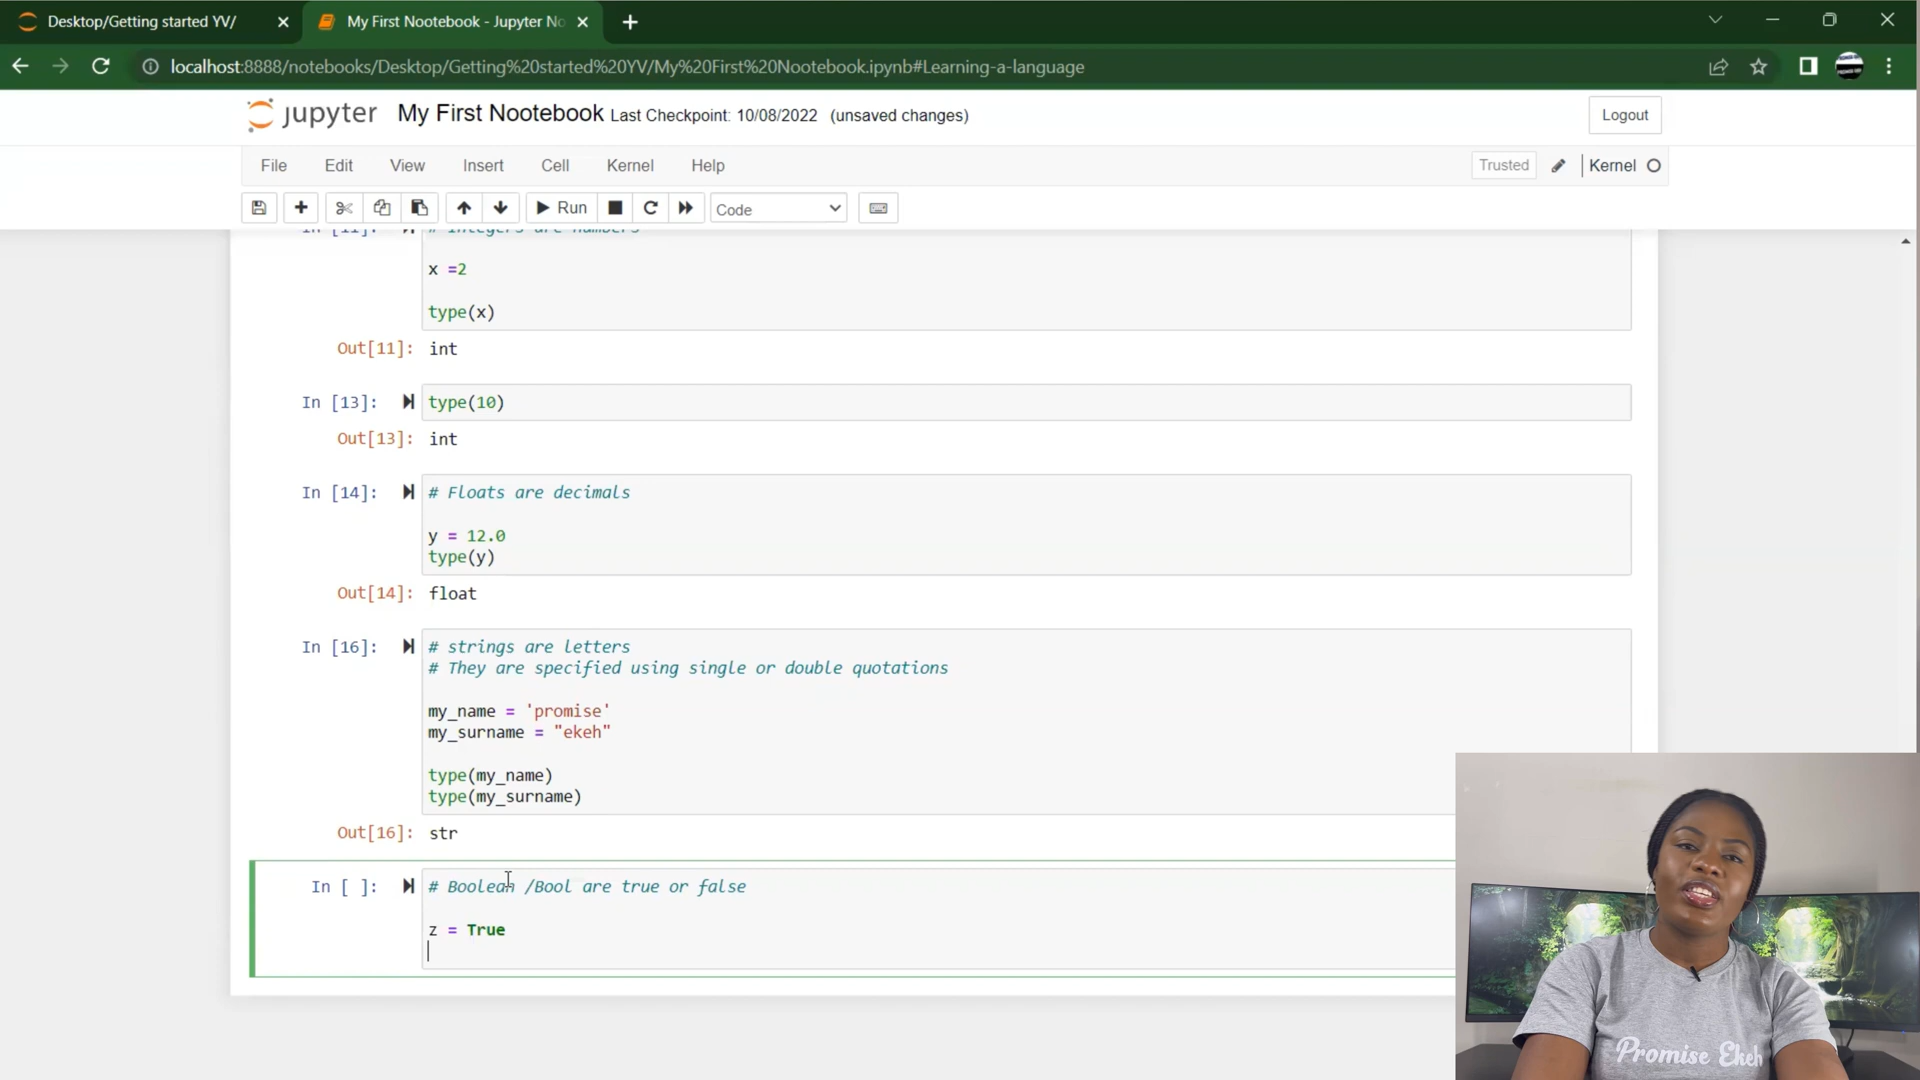 Desktop/Getting started YV/
My First Nootebook - Jupyter No
localhost:8888/notebooks/Desktop/Getting%20started%20YV/My%20First%20Nootebook.ipynb#Learning-a-language
jupyter My First Nootebook Last Checkpoint: 10/08/2022 (unsaved changes)
Logout
File Edit View Insert Cell Kernel Help
Trusted Kernel
Run Code
In [11]: # Integers are numbers
x =2
type(x)
Out[11]: int
In [13]: type(10)
Out[13]: int
In [14]: # Floats are decimals
y = 12.0
type(y)
Out[14]: float
In [16]: # strings are letters
# They are specified using single or double quotations
my_name = 'promise'
my_surname = "ekeh"
type(my_name)
type(my_surname)
Out[16]: str
In [ ]: # Boolean /Bool are true or false
z = True
Promise Ekeh